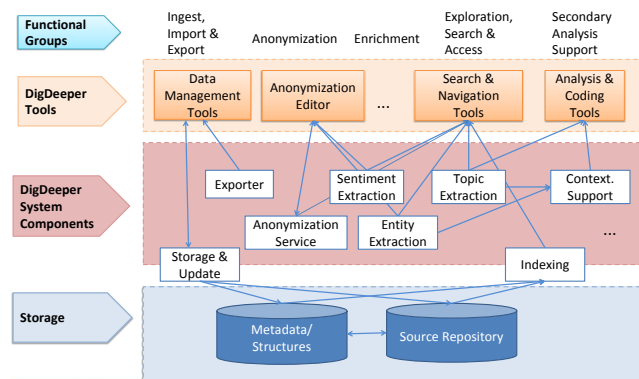 Functional
Groups
Ingest,
Import &
Export
Anonymization
Enrichment
Exploration,
Search &
Access
Secondary
Analysis
Support
DigDeeper
Tools
Data
Management
Tools
Anonymization
Editor
...
Search &
Navigation
Tools
Analysis &
Coding
Tools
DigDeeper
System
Components
Exporter
Sentiment
Extraction
Topic
Extraction
Context.
Support
Anonymization
Service
Entity
Extraction
...
Storage &
Update
Indexing
Storage
Metadata/
Structures
Source Repository